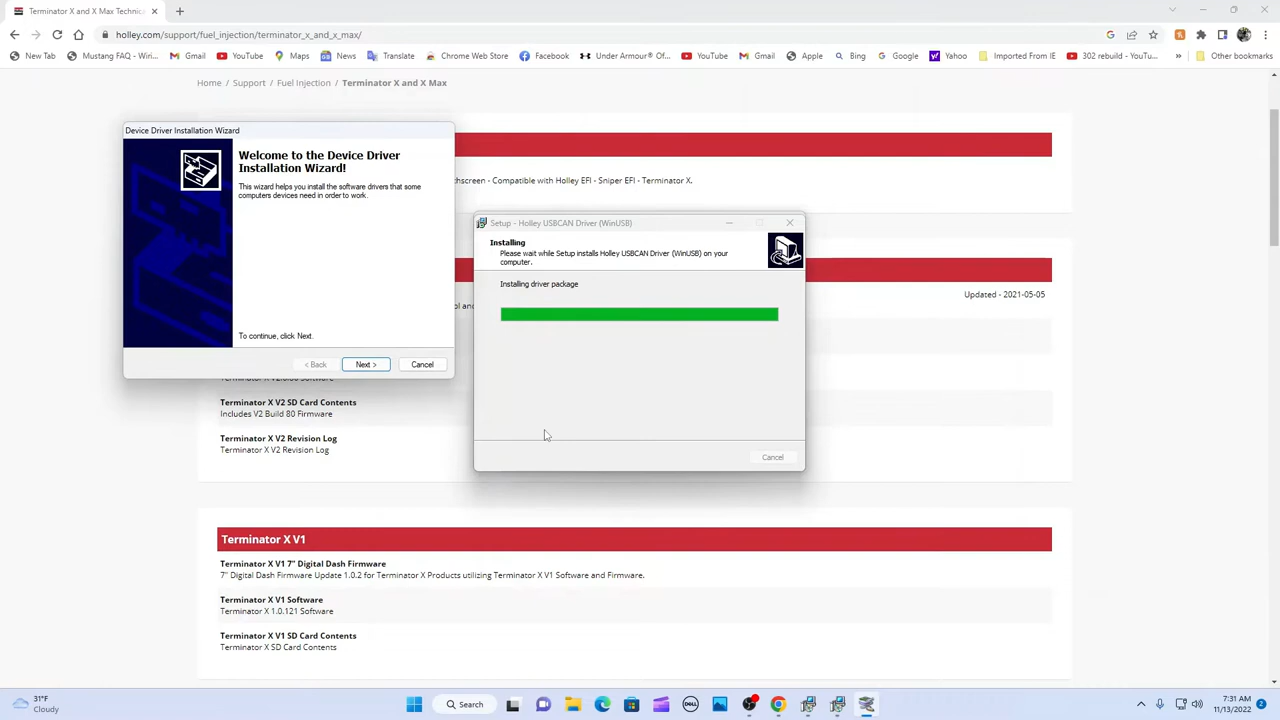 Terminator X and X Max Technic
holley.com/support/fuel_injection/terminator_x_and_x_max/
New Tab
Mustang FAQ - Wiri...
Gmail
YouTube
Maps
News
Translate
Chrome Web Store
Facebook
Under Armour® Of...
YouTube
Gmail
Apple
Bing
Google
Yahoo
Imported From IE
302 rebuild - YouT...
Other bookmarks
Home / Support / Fuel Injection / Terminator X and X Max
Device Driver Installation Wizard
Welcome to the Device Driver
Installation Wizard!
This wizard helps you install the software drivers that some
computers devices need in order to work.
To continue, click Next.
< Back
Next >
Cancel
chscreen - Compatible with Holley EFI - Sniper EFI - Terminator X.
Setup - Holley USBCAN Driver (WinUSB)
Installing
Please wait while Setup installs Holley USBCAN Driver (WinUSB) on your
computer.
Installing driver package
Cancel
Updated - 2021-05-05
Terminator X V2 SD Card Contents
Includes V2 Build 80 Firmware
Terminator X V2 Revision Log
Terminator X V2 Revision Log
Terminator X V1
Terminator X V1 7" Digital Dash Firmware
7" Digital Dash Firmware Update 1.0.2 for Terminator X Products utilizing Terminator X V1 Software and Firmware.
Terminator X V1 Software
Terminator X 1.0.121 Software
Terminator X V1 SD Card Contents
Terminator X SD Card Contents
31°F
Cloudy
Search
DELL
7:31 AM
11/13/2022
2